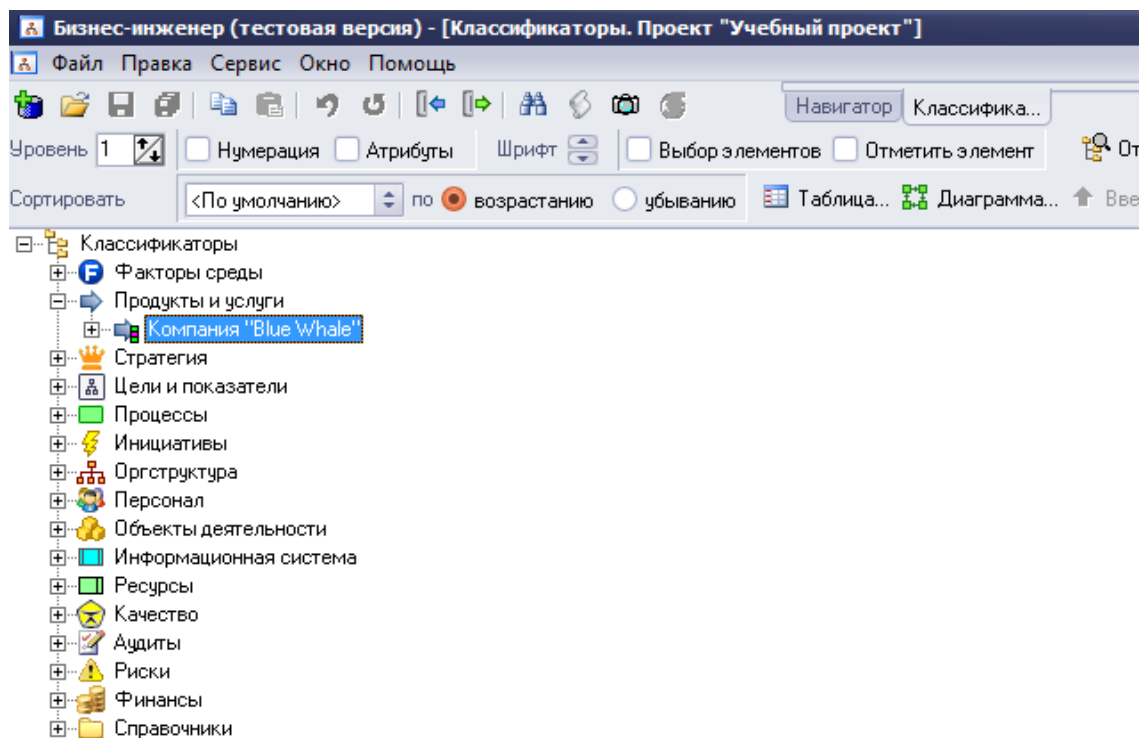 Бизнес-инженер (тестовая версия) - [Классификаторы. Проект "Учебный проект"]
Файл Правка Сервис Окно Помощь
Навигатор Классифика...
Уровень 1 Нумерация Атрибуты Шрифт Выбор элементов Отметить элемент От
Сортировать <По умолчанию> по возрастанию убыванию Таблица... Диаграмма... Вве
Классификаторы
Факторы среды
Продукты и услуги
Компания "Blue Whale"
Стратегия
Цели и показатели
Процессы
Инициативы
Оргструктура
Персонал
Объекты деятельности
Информационная система
Ресурсы
Качество
Аудиты
Риски
Финансы
Справочники